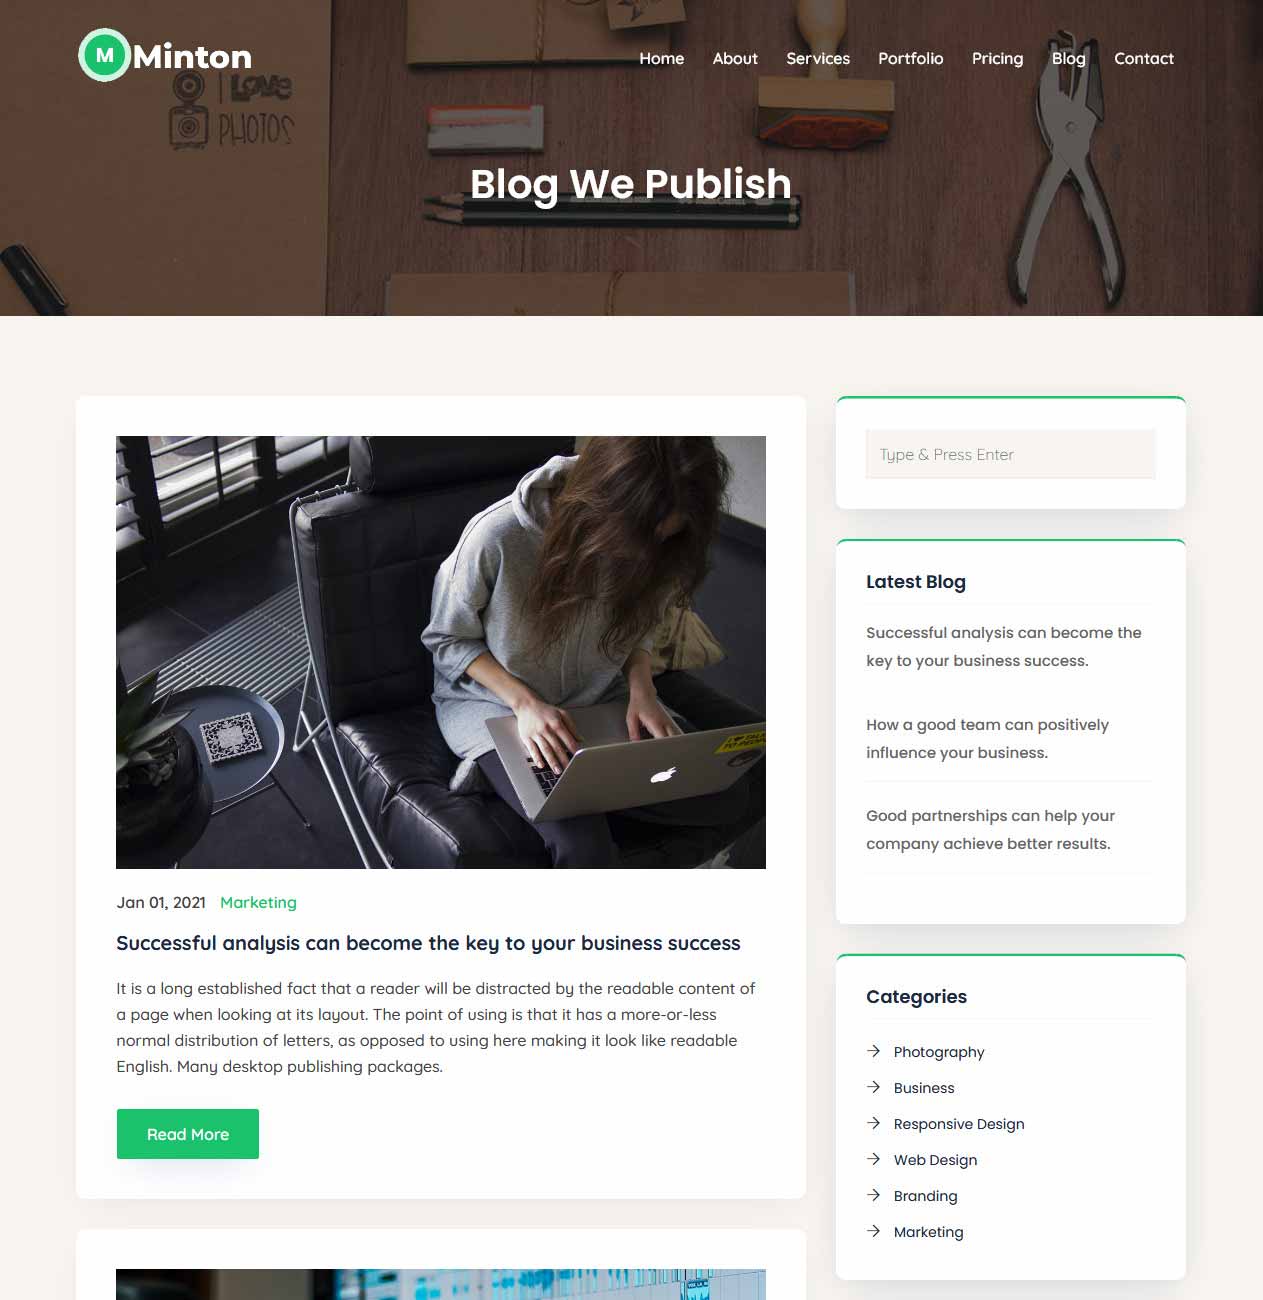 M Minton
Home About Services Portfolio Pricing Blog Contact
I LOVE
PHOTOS
Blog We Publish
Jan 01, 2021 Marketing
Successful analysis can become the key to your business success
It is a long established fact that a reader will be distracted by the readable content of
a page when looking at its layout. The point of using is that it has a more-or-less
normal distribution of letters, as opposed to using here making it look like readable
English. Many desktop publishing packages.
Read More
Type & Press Enter
Latest Blog
Successful analysis can become the
key to your business success.
How a good team can positively
influence your business.
Good partnerships can help your
company achieve better results.
Categories
Photography
Business
Responsive Design
Web Design
Branding
Marketing